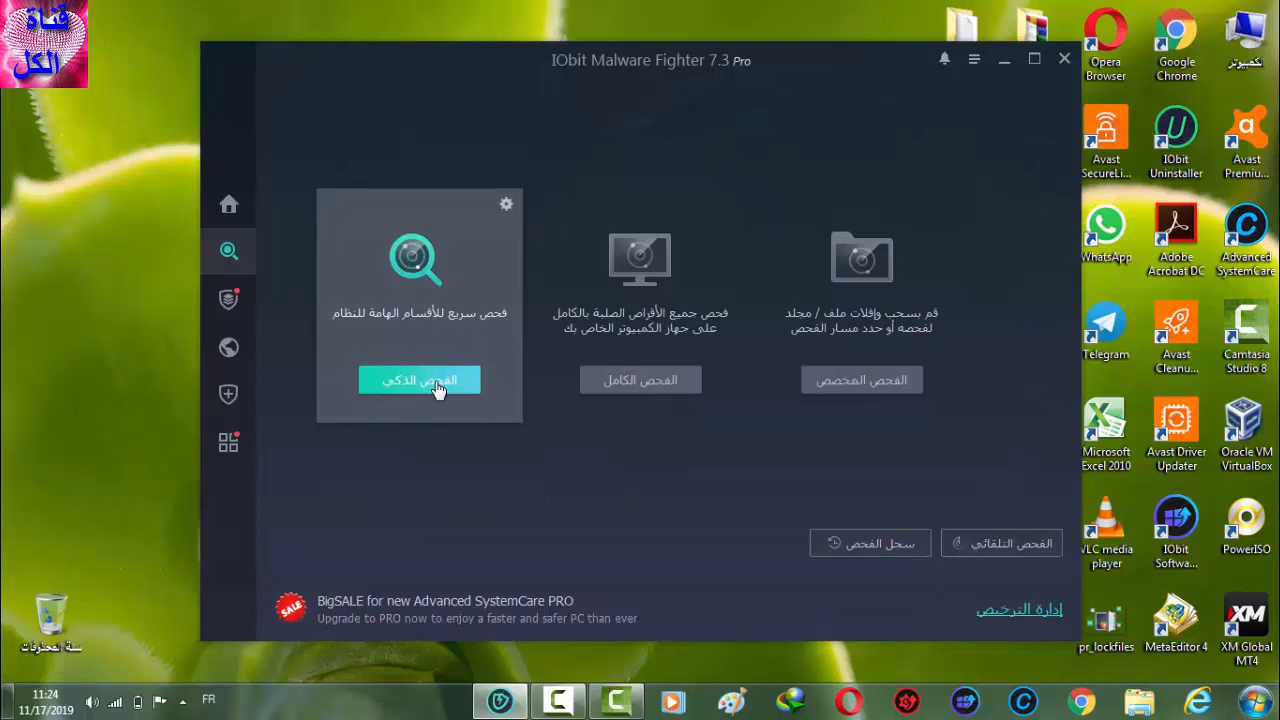 قناة
الكل
IObit Malware Fighter 7.3 Pro
فحص سريع للأقسام الهامة للنظام
الفحص الذكي
فحص جميع الأقراص الصلبة بالكامل
على جهاز الكمبيوتر الخاص بك
الفحص الكامل
قم بسحب وإفلات ملف / مجلد
لفحصه أو حدد مسار الفحص
الفحص المخصص
سجل الفحص
الفحص التلقائي
SALE
BigSALE for new Advanced SystemCare PRO
Upgrade to PRO now to enjoy a faster and safer PC than ever
إدارة الترخيص
Opera
Browser
Google
Chrome
الكمبيوتر
Avast
SecureLi...
IObit
Uninstaller
Avast
Premiu...
WhatsApp
Adobe
Acrobat DC
Advanced
SystemCare
Telegram
Avast
Cleanu...
Camtasia
Studio 8
Microsoft
Excel 2010
Avast Driver
Updater
Oracle VM
VirtualBox
VLC media
player
IObit
Softwa...
PowerISO
pr_lockfiles
MetaEditor 4
XM
XM Global
MT4
سلة المحذوفات
11:24
11/17/2019
FR